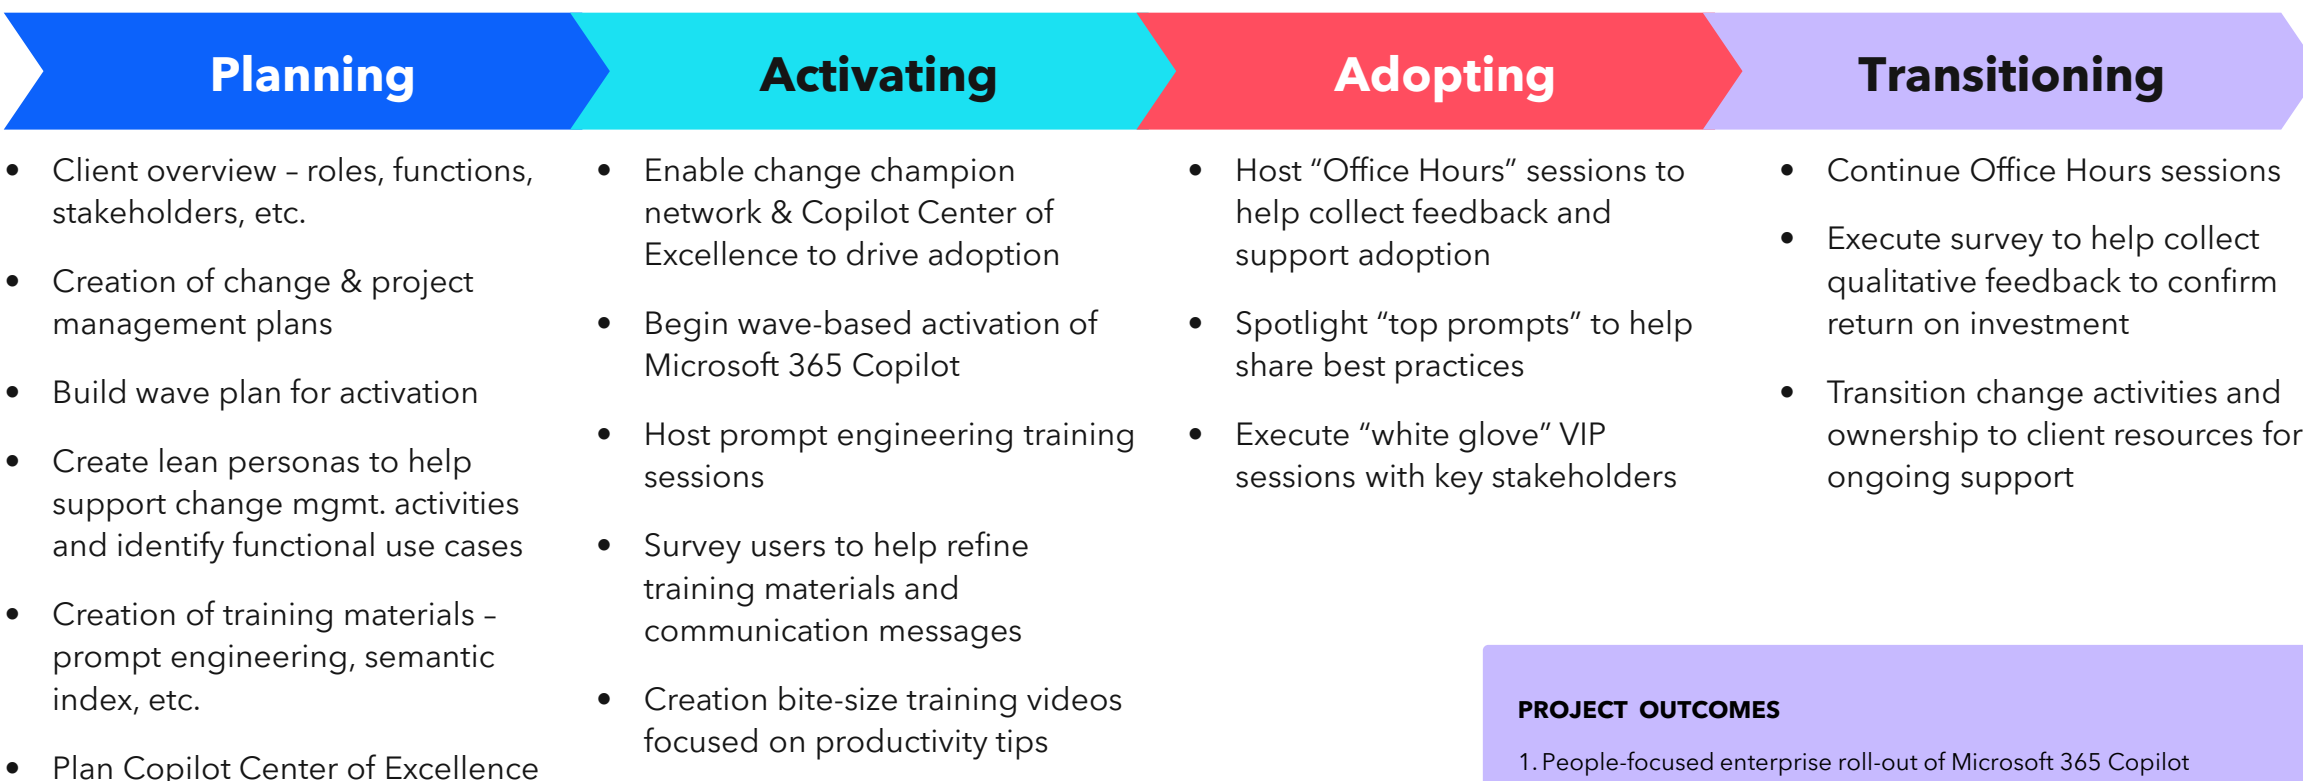 Planning
Activating
Adopting
Transitioning
• Client overview – roles, functions,
stakeholders, etc.
• Creation of change & project
management plans
• Build wave plan for activation
• Create lean personas to help
support change mgmt. activities
and identify functional use cases
• Creation of training materials –
prompt engineering, semantic
index, etc.
• Plan Copilot Center of Excellence
• Enable change champion
network & Copilot Center of
Excellence to drive adoption
• Begin wave-based activation of
Microsoft 365 Copilot
• Host prompt engineering training
sessions
• Survey users to help refine
training materials and
communication messages
• Creation bite-size training videos
focused on productivity tips
• Host “Office Hours” sessions to
help collect feedback and
support adoption
• Spotlight “top prompts” to help
share best practices
• Execute “white glove” VIP
sessions with key stakeholders
• Continue Office Hours sessions
• Execute survey to help collect
qualitative feedback to confirm
return on investment
• Transition change activities and
ownership to client resources for
ongoing support
PROJECT OUTCOMES
1. People-focused enterprise roll-out of Microsoft 365 Copilot